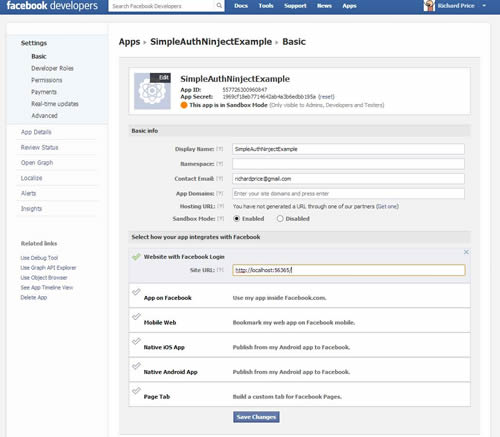 facebook developers
Search Facebook Developers
Docs
Tools
Support
News
Apps
Richard Price
Settings
Basic
Developer Roles
Permissions
Payments
Real-time updates
Advanced
App Details
Review Status
Open Graph
Localize
Alerts
Insights
Related links
Use Debug Tool
Use Graph API Explorer
Use Object Browser
See App Timeline View
Delete App
Apps ▸ SimpleAuthNinjectExample ▸ Basic
Edit
SimpleAuthNinjectExample
App ID: 557726200960847
App Secret:
This app is in Sandbox Mode (Only visible to Admins, Developers and Testers)
Basic info
Display Name: [?] SimpleAuthNinjectExample
Namespace: [?]
Contact Email: [?] richardprice@gmail.com
App Domains: [?] Enter your site domains and press enter
Hosting URL: [?] You have not generated a URL through one of our partners (Get one)
Sandbox Mode: [?] Enabled Disabled
Select how your app integrates with Facebook
Website with Facebook Login
Site URL: [?] http://localhost:56365/
App on Facebook Use my app inside Facebook.com.
Mobile Web Bookmark my web app on Facebook mobile.
Native iOS App Publish from my Android app to Facebook.
Native Android App Publish from my Android app to Facebook.
Page Tab Build a custom tab for Facebook Pages.
Save Changes